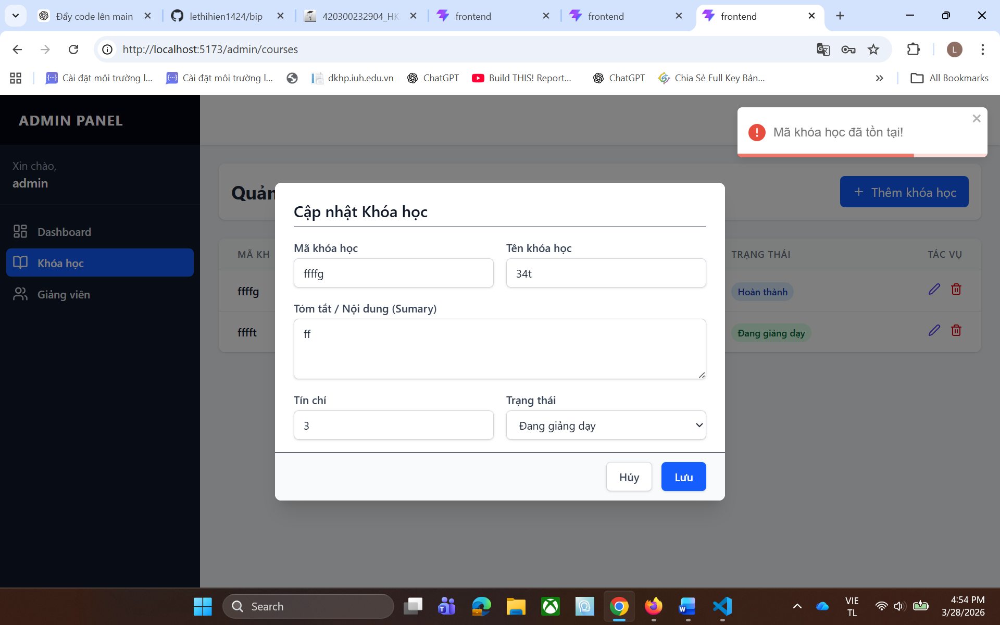 Đẩy code lên main
lethihien1424/bip
420300232904_HK
frontend
frontend
frontend
http://localhost:5173/admin/courses
L
Cài đặt môi trường l...
Cài đặt môi trường l...
dkhp.iuh.edu.vn
ChatGPT
Build THIS! Report...
ChatGPT
Chia Sẻ Full Key Bản...
All Bookmarks
ADMIN PANEL
Mã khóa học đã tồn tại!
Xin chào,
admin
Quản
Thêm khóa học
Cập nhật Khóa học
Dashboard
Khóa học
Giảng viên
MÃ KH
TRẠNG THÁI
TÁC VỤ
ffffg
Hoàn thành
fffft
Đang giảng dạy
Mã khóa học
Tên khóa học
ffffg
34t
Tóm tắt / Nội dung (Sumary)
ff
Tín chỉ
Trạng thái
3
Đang giảng dạy
Hủy
Lưu
Search
VIE
TL
4:54 PM
3/28/2026